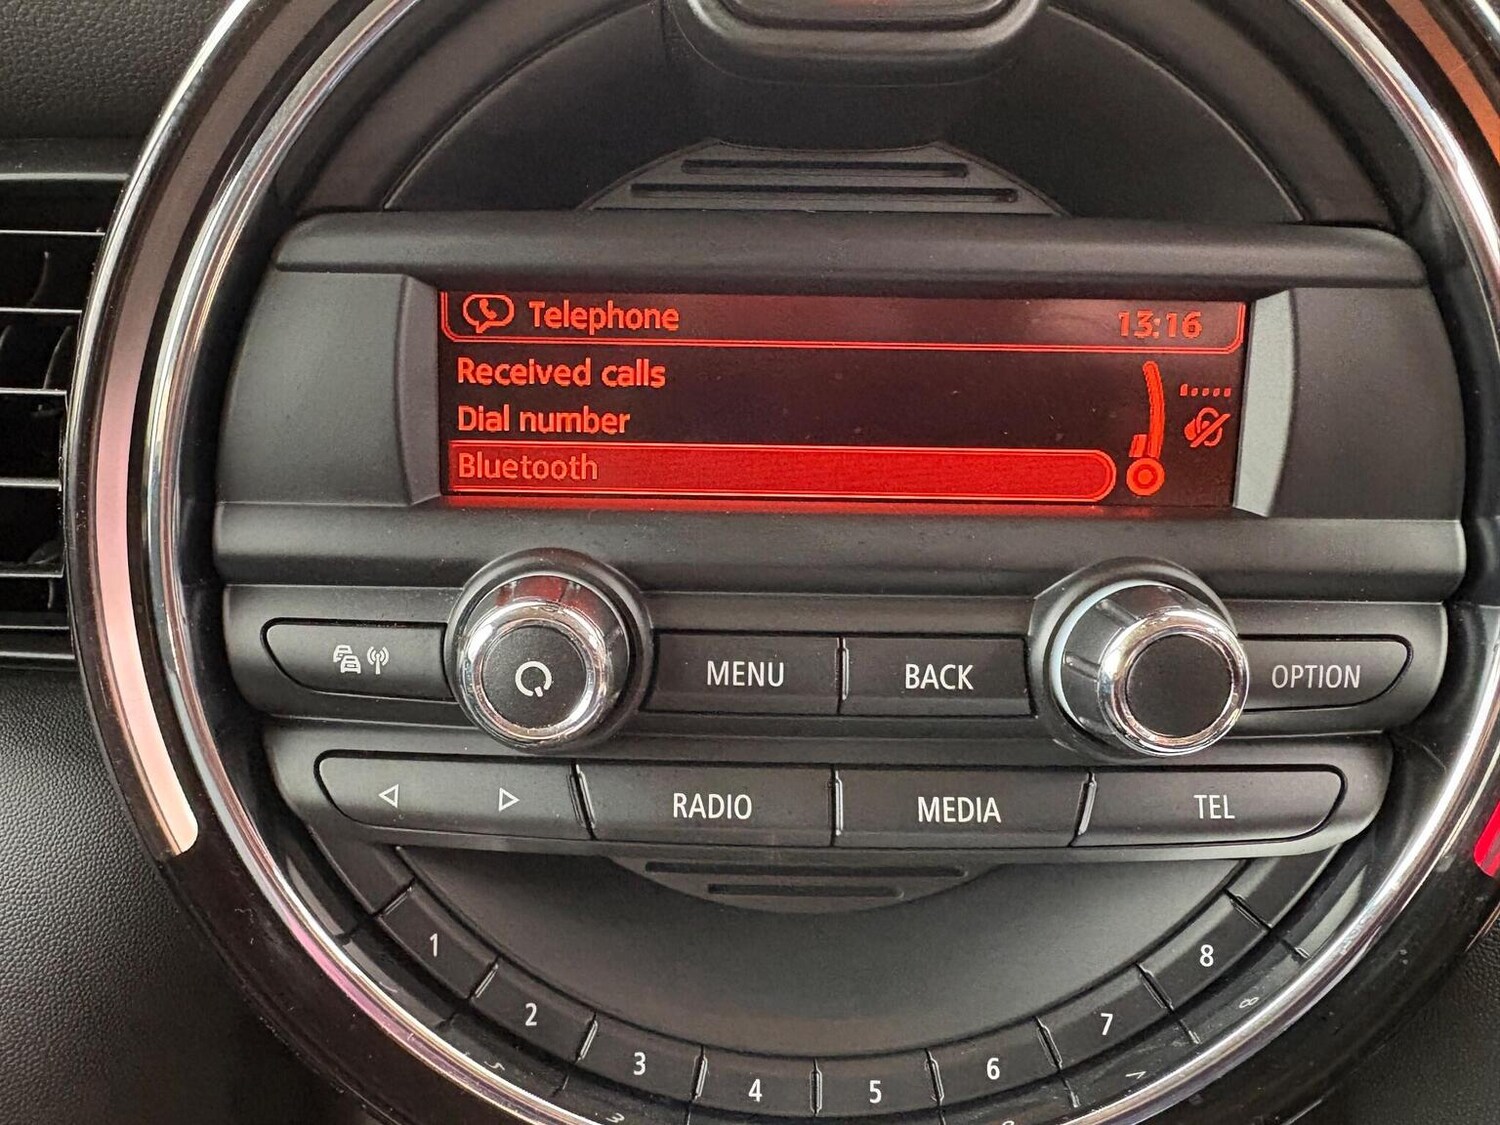 Telephone 13:16
Received calls
Dial number
Bluetooth
MENU BACK OPTION
RADIO MEDIA TEL
1 2 3 4 5 6 7 8